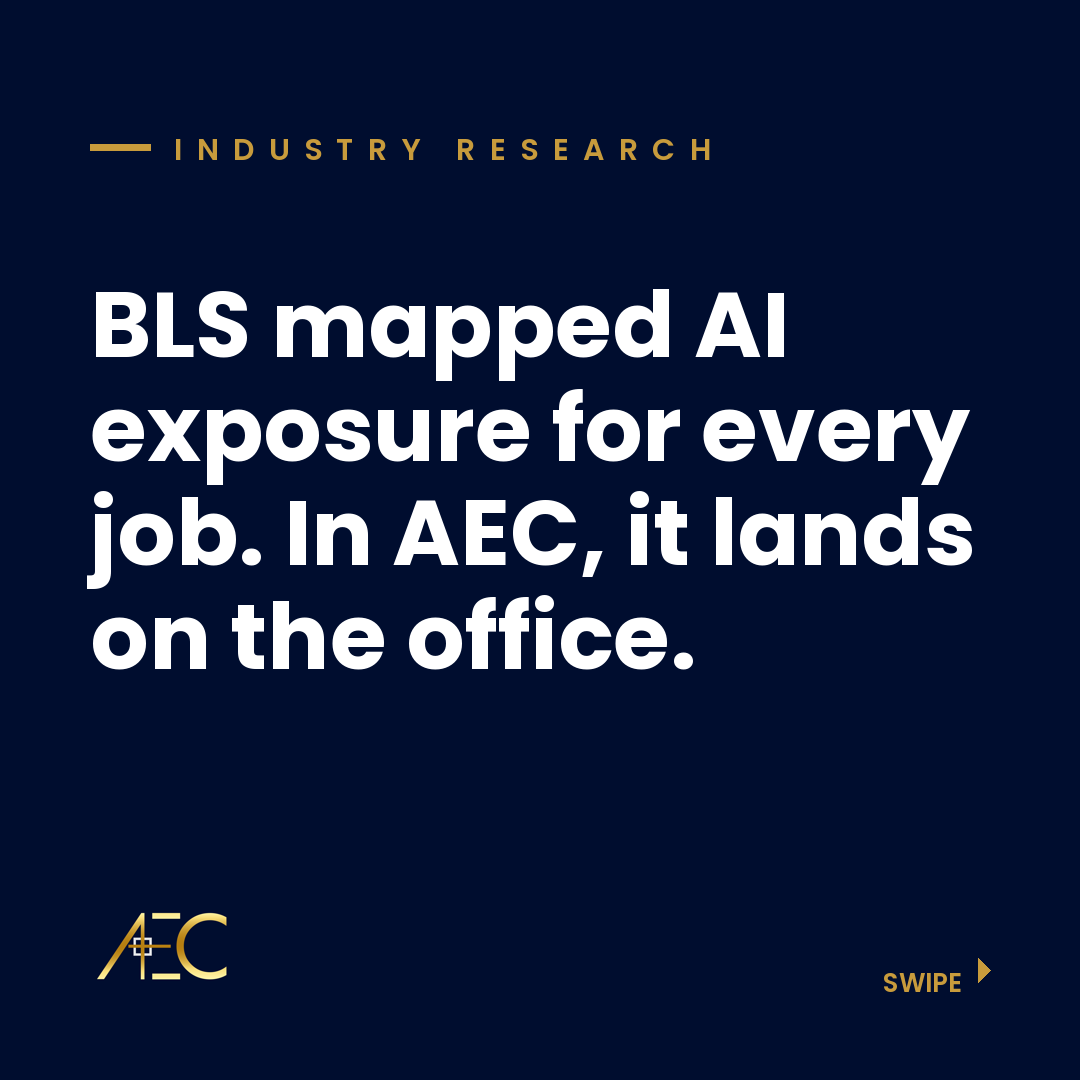 INDUSTRY RESEARCH
BLS mapped AI
exposure for every
job. In AEC, it lands
on the office.
AEC
SWIPE